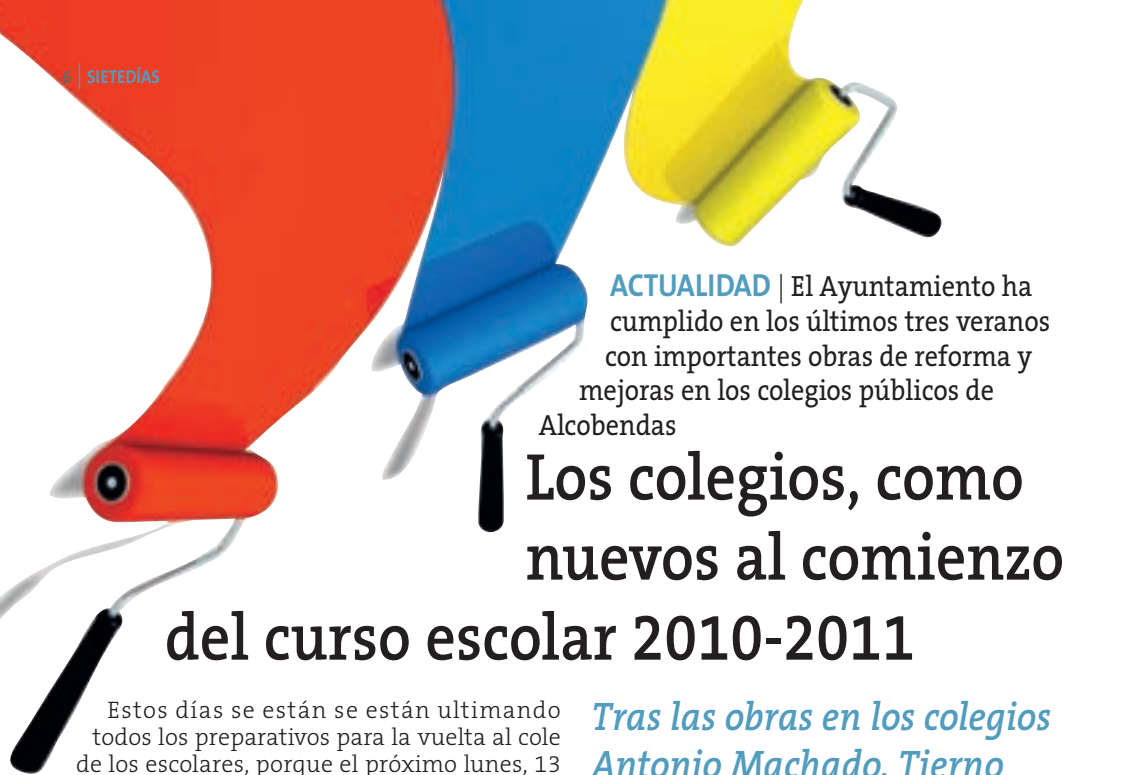 6 | SIETEDÍAS
ACTUALIDAD | El Ayuntamiento ha
cumplido en los últimos tres veranos
con importantes obras de reforma y
mejoras en los colegios públicos de
Alcobendas
Los colegios, como
nuevos al comienzo
del curso escolar 2010-2011
Estos días se están se están ultimando
todos los preparativos para la vuelta al cole
de los escolares, porque el próximo lunes, 13
Tras las obras en los colegios
Antonio Machado, Tierno